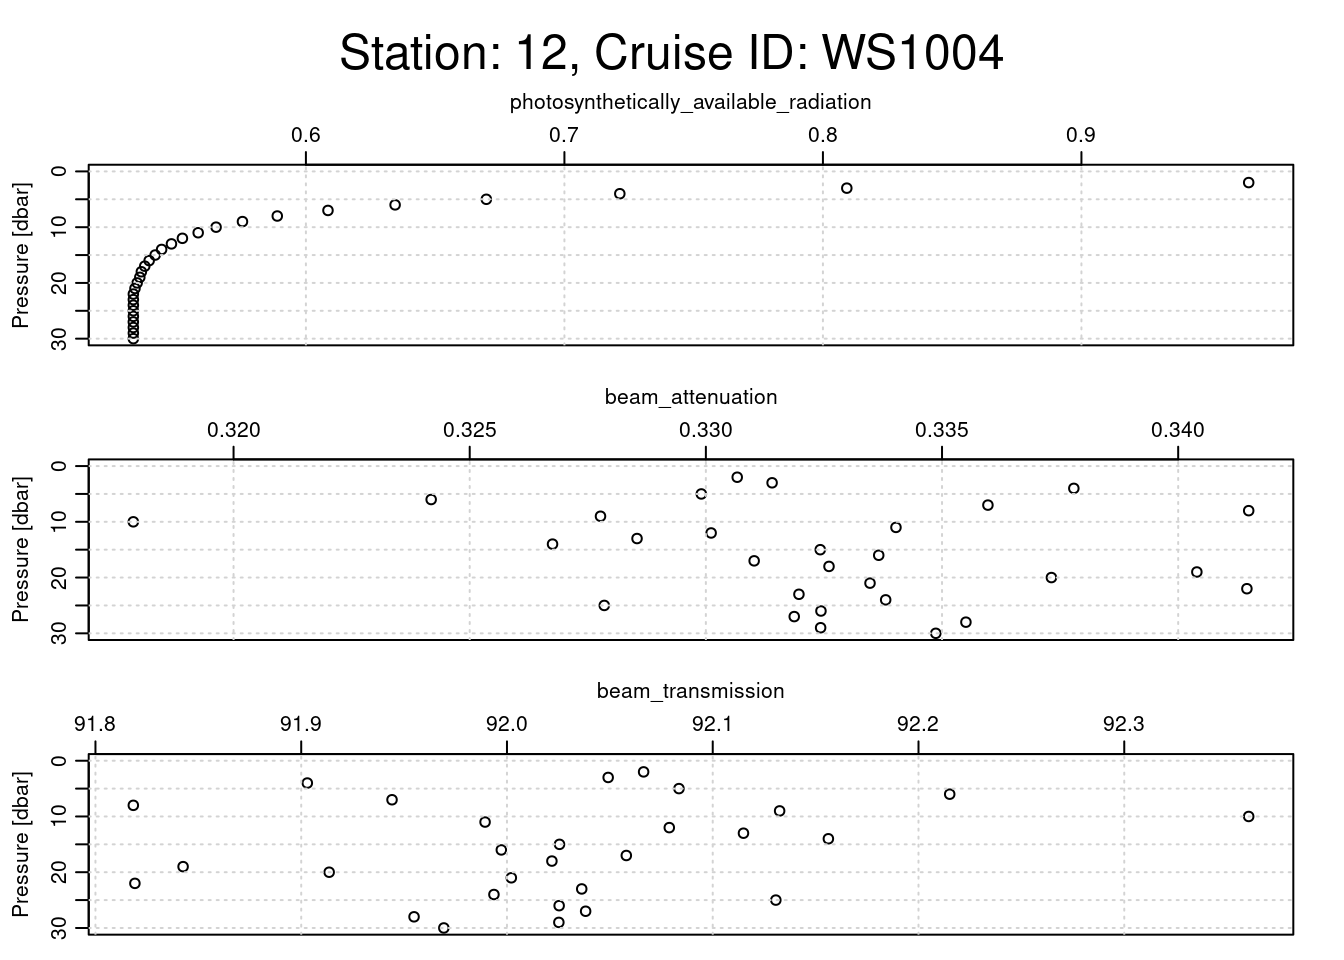 Station: 12, Cruise ID: WS1004
photosynthetically_available_radiation
0.6 0.7 0.8 0.9
Pressure [dbar]
0
10
20
30
beam_attenuation
0.320 0.325 0.330 0.335 0.340
Pressure [dbar]
0
10
20
30
beam_transmission
91.8 91.9 92.0 92.1 92.2 92.3
Pressure [dbar]
0
10
20
30